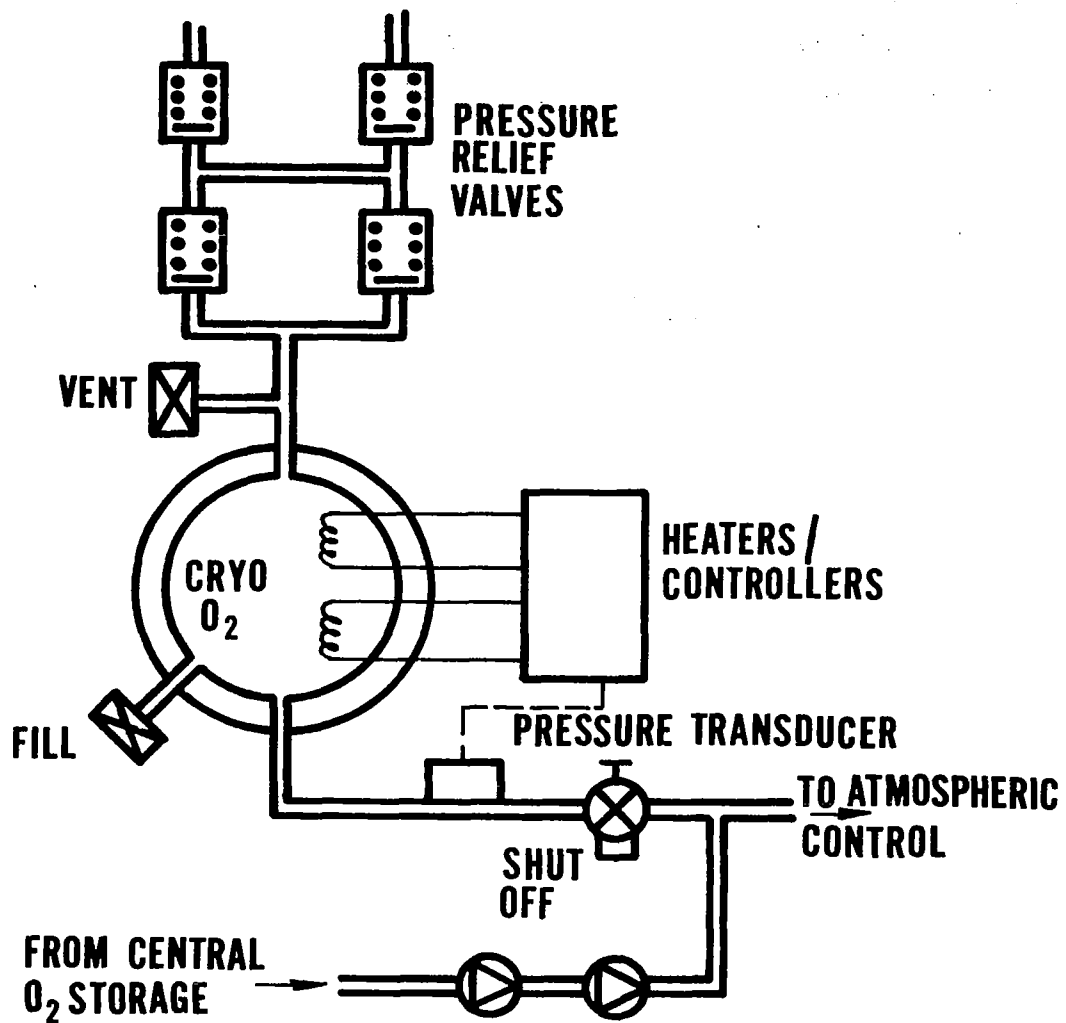 PRESSURE
RELIEF
VALVES
VENT
CRYO
O₂
HEATERS/
CONTROLLERS
FILL
PRESSURE TRANSDUCER
TO ATMOSPHERIC
CONTROL
SHUT
OFF
FROM CENTRAL
O₂ STORAGE